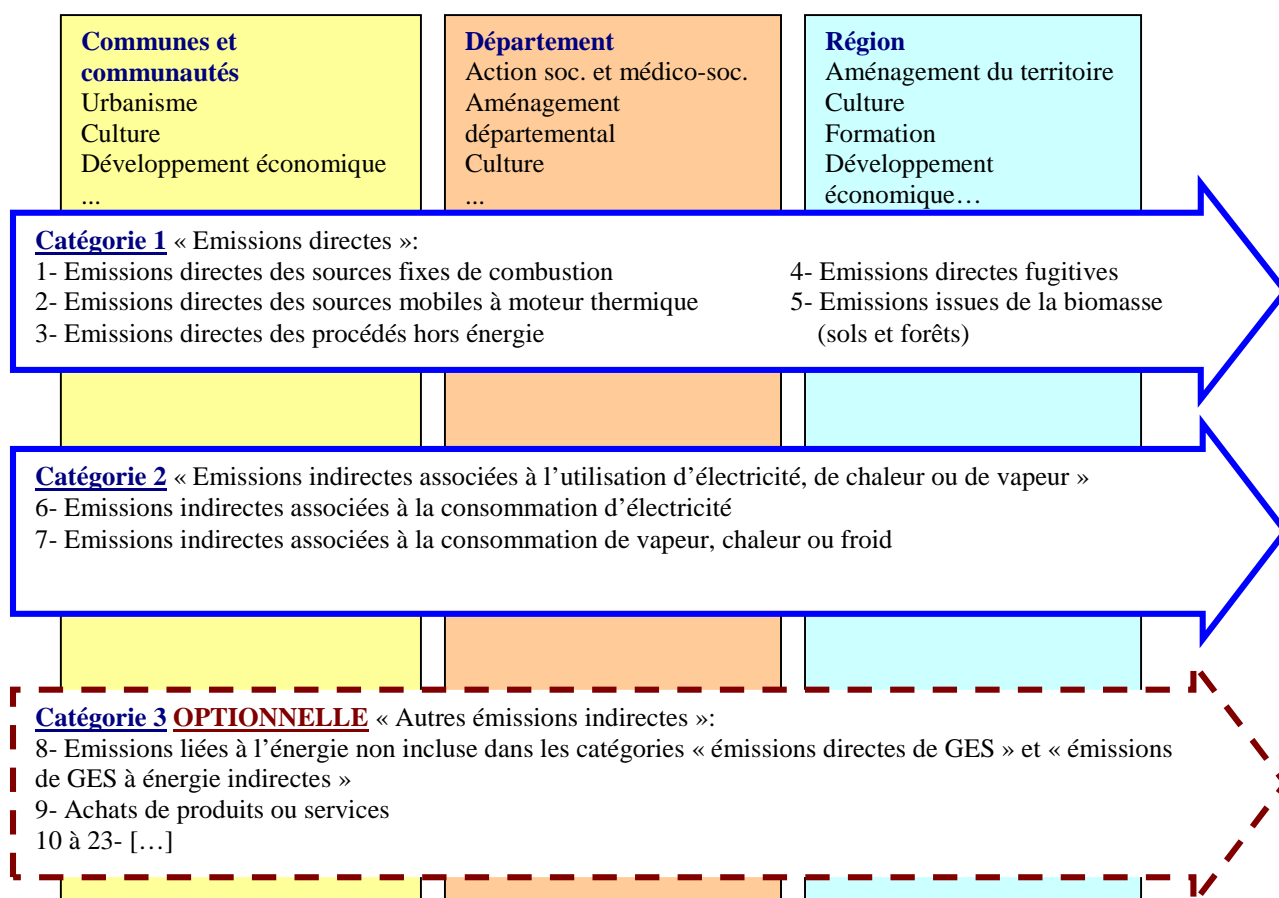 Communes et
communautés
Urbanisme
Culture
Développement économique
...
Département
Action soc. et médico-soc.
Aménagement
départemental
Culture
...
Région
Aménagement du territoire
Culture
Formation
Développement
économique…
Catégorie 1 « Emissions directes »:
1- Emissions directes des sources fixes de combustion
2- Emissions directes des sources mobiles à moteur thermique
3- Emissions directes des procédés hors énergie
4- Emissions directes fugitives
5- Emissions issues de la biomasse
(sols et forêts)
Catégorie 2 « Emissions indirectes associées à l’utilisation d’électricité, de chaleur ou de vapeur »
6- Emissions indirectes associées à la consommation d’électricité
7- Emissions indirectes associées à la consommation de vapeur, chaleur ou froid
Catégorie 3 OPTIONNELLE « Autres émissions indirectes »:
8- Emissions liées à l’énergie non incluse dans les catégories « émissions directes de GES » et « émissions
de GES à énergie indirectes »
9- Achats de produits ou services
10 à 23- […]